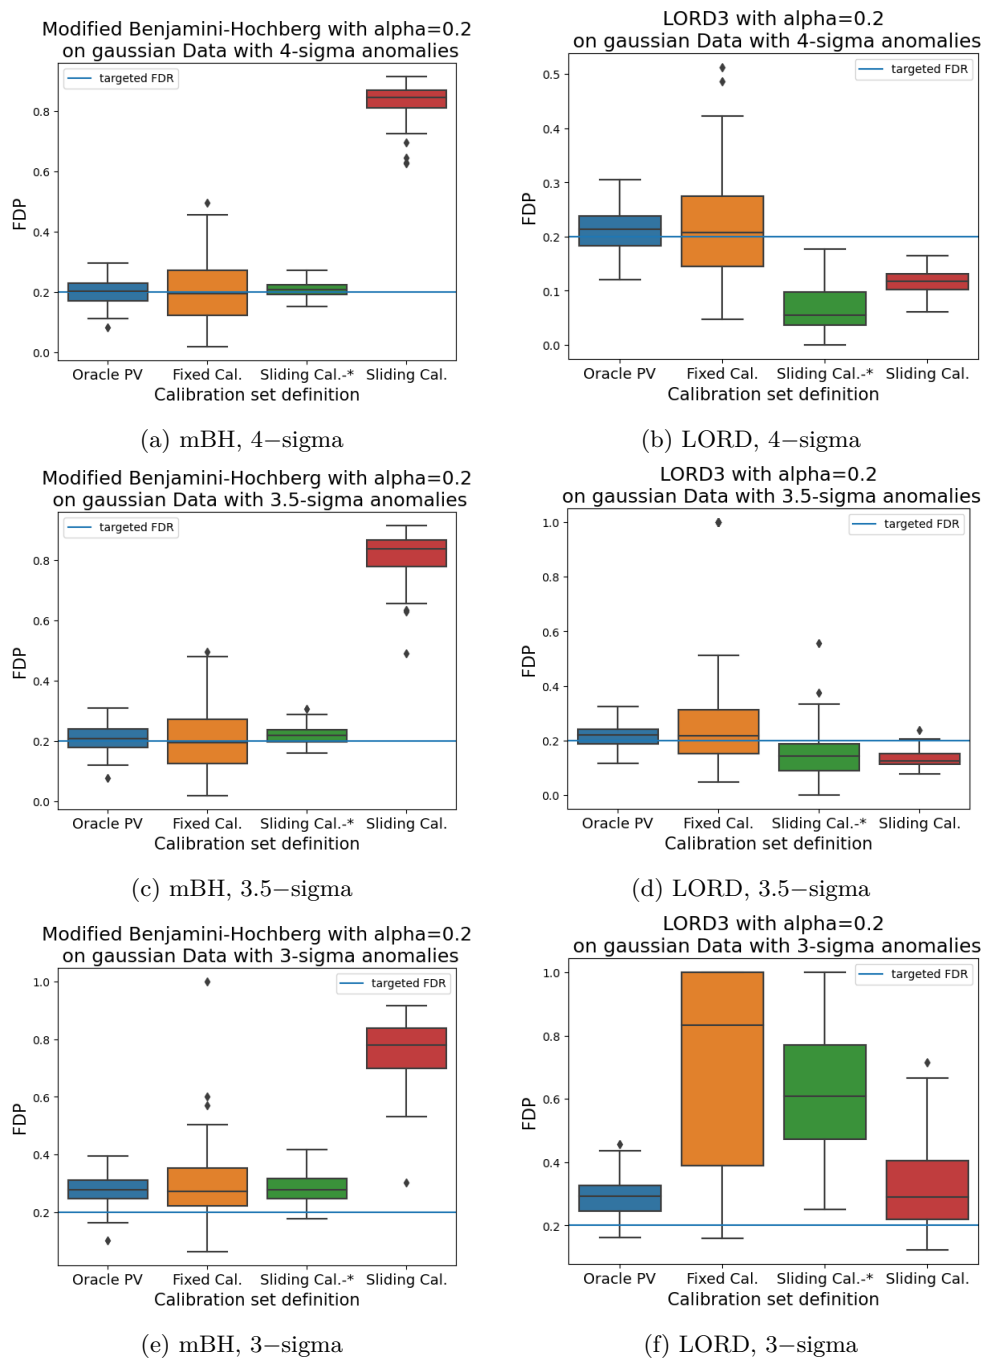 Modified Benjamini-Hochberg with alpha=0.2
on gaussian Data with 4-sigma anomalies
targeted FDR
0.8
0.6
0.4
0.2
0.0
FDP
Oracle PV Fixed Cal. Sliding Cal.-* Sliding Cal.
Calibration set definition
(a) mBH, 4−sigma
LORD3 with alpha=0.2
on gaussian Data with 4-sigma anomalies
targeted FDR
0.5
0.4
0.3
0.2
0.1
0.0
FDP
Oracle PV Fixed Cal. Sliding Cal.-* Sliding Cal.
Calibration set definition
(b) LORD, 4−sigma
Modified Benjamini-Hochberg with alpha=0.2
on gaussian Data with 3.5-sigma anomalies
targeted FDR
0.8
0.6
0.4
0.2
0.0
FDP
Oracle PV Fixed Cal. Sliding Cal.-* Sliding Cal.
Calibration set definition
(c) mBH, 3.5−sigma
LORD3 with alpha=0.2
on gaussian Data with 3.5-sigma anomalies
targeted FDR
1.0
0.8
0.6
0.4
0.2
0.0
FDP
Oracle PV Fixed Cal. Sliding Cal.-* Sliding Cal.
Calibration set definition
(d) LORD, 3.5−sigma
Modified Benjamini-Hochberg with alpha=0.2
on gaussian Data with 3-sigma anomalies
targeted FDR
1.0
0.8
0.6
0.4
0.2
FDP
Oracle PV Fixed Cal. Sliding Cal.-* Sliding Cal.
Calibration set definition
(e) mBH, 3−sigma
LORD3 with alpha=0.2
on gaussian Data with 3-sigma anomalies
targeted FDR
1.0
0.8
0.6
0.4
0.2
FDP
Oracle PV Fixed Cal. Sliding Cal.-* Sliding Cal.
Calibration set definition
(f) LORD, 3−sigma